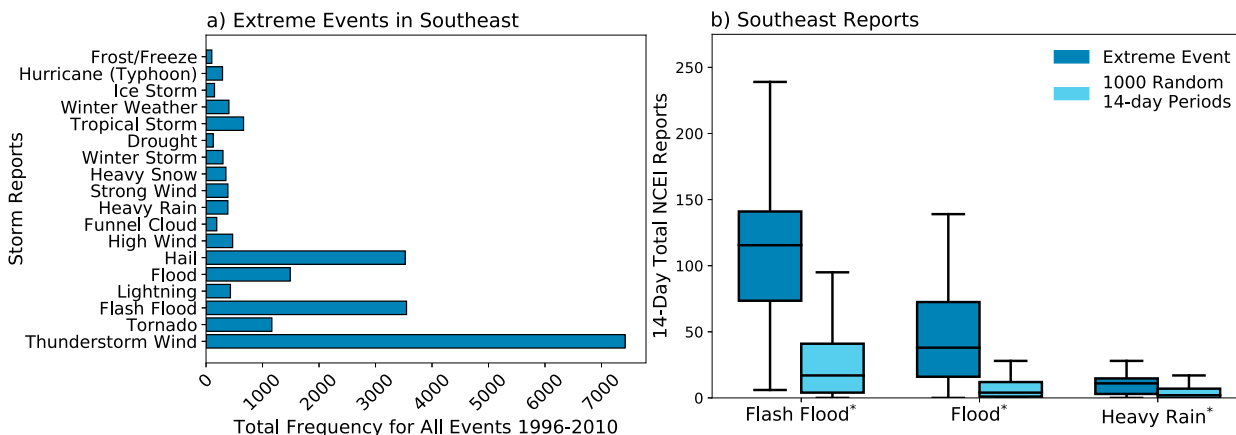 a) Extreme Events in Southeast
Storm Reports
Frost/Freeze
Hurricane (Typhoon)
Ice Storm
Winter Weather
Tropical Storm
Drought
Winter Storm
Heavy Snow
Strong Wind
Heavy Rain
Funnel Cloud
High Wind
Hail
Flood
Lightning
Flash Flood
Tornado
Thunderstorm Wind
0 1000 2000 3000 4000 5000 6000 7000
Total Frequency for All Events 1996-2010
b) Southeast Reports
14-Day Total NCEI Reports
250
200
150
100
50
0
Extreme Event
1000 Random
14-day Periods
Flash Flood* Flood* Heavy Rain*